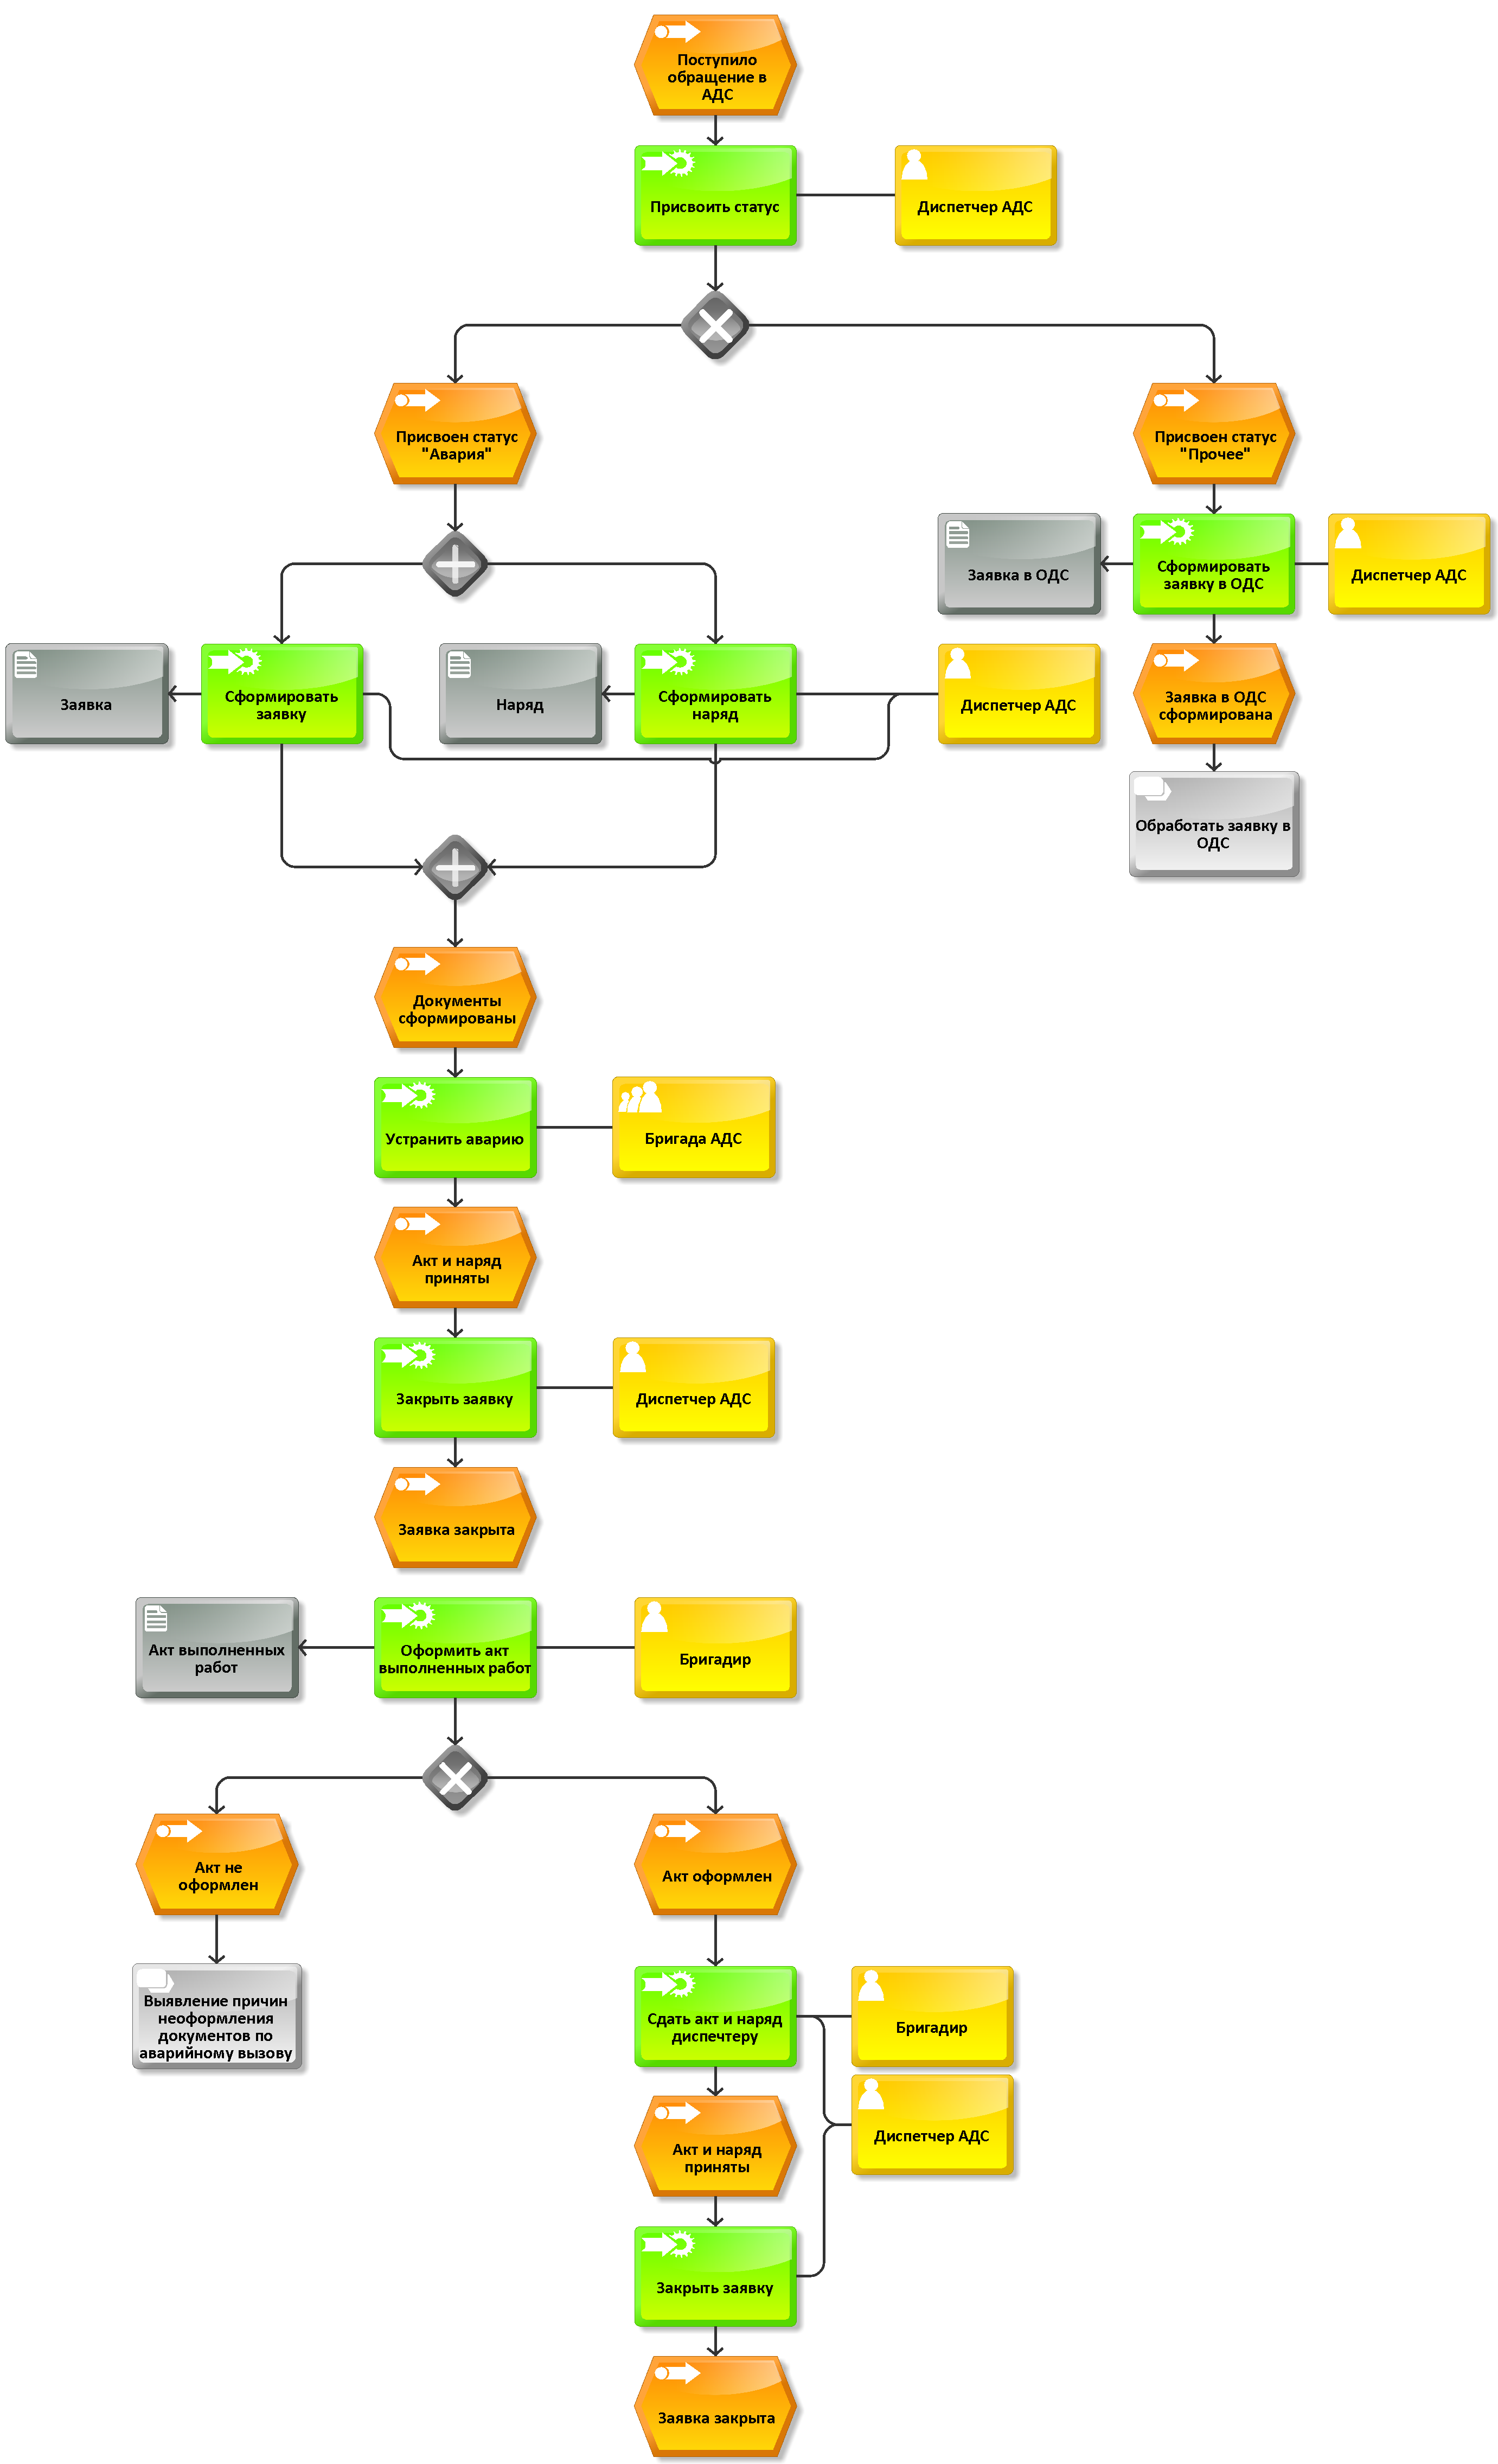 Поступило
обращение в
АДС
Присвоить статус
Диспетчер АДС
Присвоен статус
"Авария"
Присвоен статус
"Прочее"
Заявка в ОДС
Сформировать
заявку в ОДС
Диспетчер АДС
Заявка
Сформировать
заявку
Наряд
Сформировать
наряд
Диспетчер АДС
Заявка в ОДС
сформирована
Обработать заявку в
ОДС
Документы
сформированы
Устранить аварию
Бригада АДС
Акт и наряд
приняты
Закрыть заявку
Диспетчер АДС
Заявка закрыта
Акт выполненных
работ
Оформить акт
выполненных работ
Бригадир
Акт не
оформлен
Акт оформлен
Выявление причин
неоформления
документов по
аварийному вызову
Сдать акт и наряд
диспечтеру
Бригадир
Диспетчер АДС
Акт и наряд
приняты
Закрыть заявку
Заявка закрыта